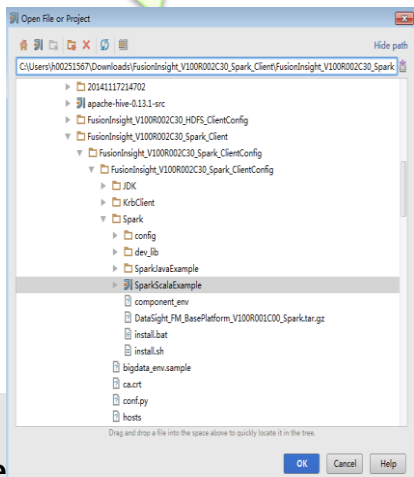 Open File or Project
Hide path
C:\Users\h00251567\Downloads\FusionInsight_V100R002C30_Spark_Client\FusionInsight_V100R002C30_Spark
20141117214702
apache-hive-0.13.1-src
FusionInsight_V100R002C30_HDFS_ClientConfig
FusionInsight_V100R002C30_Spark_Client
FusionInsight_V100R002C30_Spark_ClientConfig
FusionInsight_V100R002C30_Spark_ClientConfig
JDK
KrbClient
Spark
config
dev_lib
SparkJavaExample
SparkScalaExample
component_env
DataSight_FM_BasePlatform_V100R001C00_Spark.tar.gz
install.bat
install.sh
bigdata_env.sample
ca.crt
conf.py
hosts
Drag and drop a file into the space above to quickly locate it in the tree.
OK Cancel Help